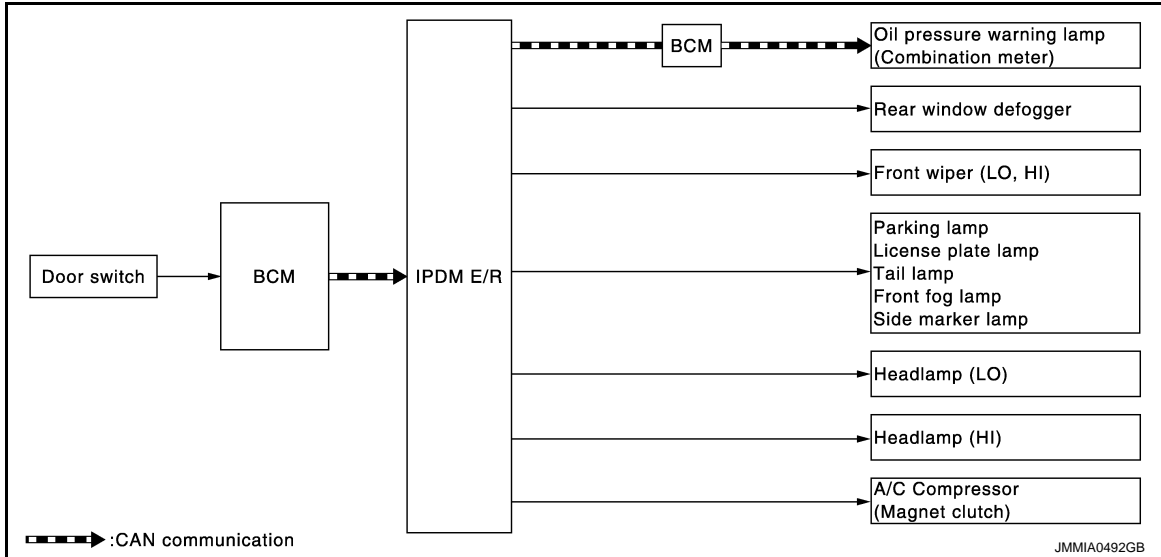 Door switch
BCM
IPDM E/R
BCM
Oil pressure warning lamp
(Combination meter)
Rear window defogger
Front wiper (LO, HI)
Parking lamp
License plate lamp
Tail lamp
Front fog lamp
Side marker lamp
Headlamp (LO)
Headlamp (HI)
A/C Compressor
(Magnet clutch)
:CAN communication
JMMIA0492GB